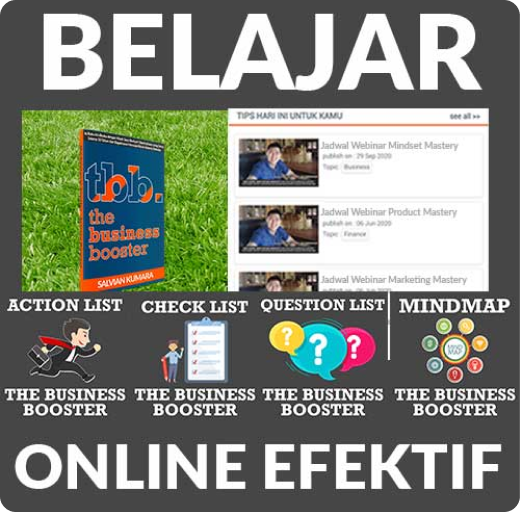 BELAJAR
tbb.
the
business
booster
SALVIAN KUMARA
TIPS HARI INI UNTUK KAMU see all »
Jadwal Webinar Mindset Mastery
publish on : 29 Sep 2020
Topic: Business
Jadwal Webinar Product Mastery
publish on : 06 Jun 2020
Topic: Finance
Jadwal Webinar Marketing Mastery
ACTION LIST
THE BUSINESS
BOOSTER
CHECK LIST
THE BUSINESS
BOOSTER
QUESTION LIST
THE BUSINESS
BOOSTER
MINDMAP
MIND
MAP
THE BUSINESS
BOOSTER
ONLINE EFEKTIF